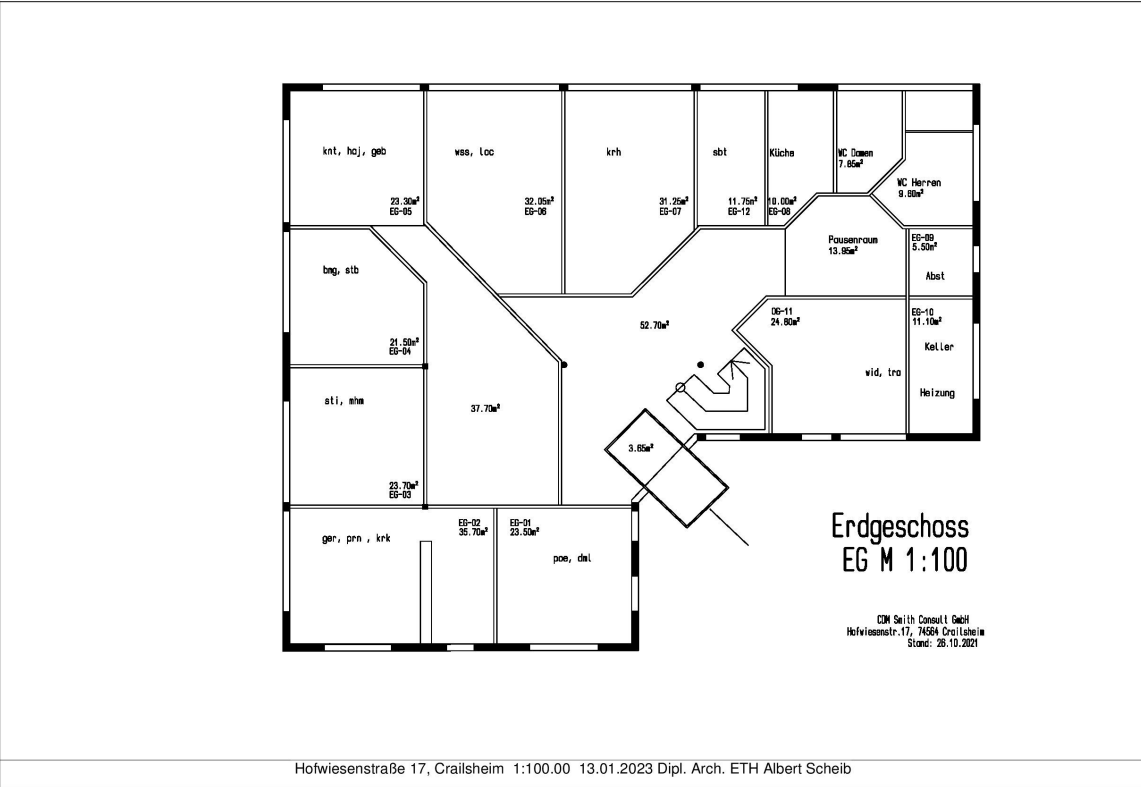 knt, haj, geb
23.30m²
EG-05
wss, loc
32.05m²
EG-06
krh
31.25m²
EG-07
sbt
11.75m²
EG-12
Küche
10.00m²
EG-08
WC Damen
7.65m²
WC Herren
9.60m²
bmg, stb
21.50m²
EG-04
Pausenraum
13.95m²
EG-09
5.50m²
Abst
52.70m²
OG-11
24.80m²
wid, tra
EG-10
11.10m²
Keller
Heizung
sti, mhm
23.70m²
EG-03
37.70m²
3.65m²
ger, prn , krk
EG-02
35.70m²
EG-01
23.50m²
poe, dml
Erdgeschoss
EG M 1:100
CDM Smith Consult GmbH
Hofwiesenstr.17, 74564 Crailsheim
Stand: 26.10.2021
Hofwiesenstraße 17, Crailsheim 1:100.00 13.01.2023 Dipl. Arch. ETH Albert Scheib